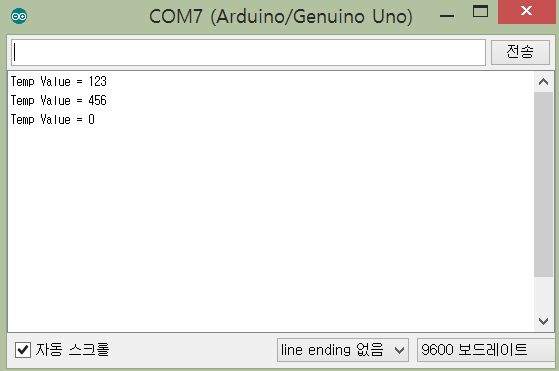 COM7 (Arduino/Genuino Uno)
전송
Temp Value = 123
Temp Value = 456
Temp Value = 0
자동 스크롤
line ending 없음
9600 보드레이트